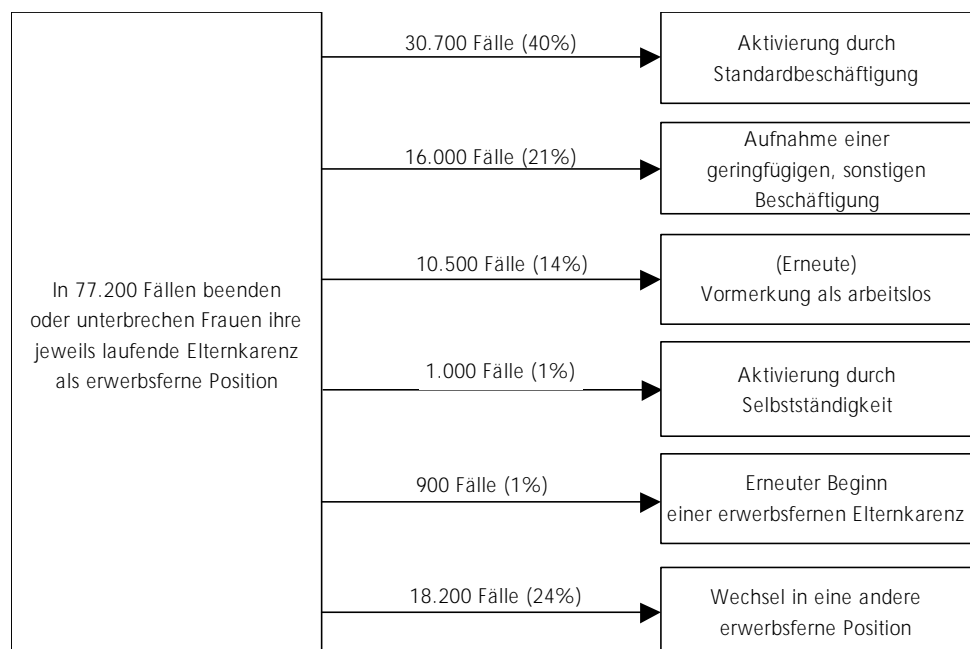 30.700 Fälle (40%)
Aktivierung durch
Standardbeschäftigung
16.000 Fälle (21%)
Aufnahme einer
geringfügigen, sonstigen
Beschäftigung
10.500 Fälle (14%)
(Erneute)
Vormerkung als arbeitslos
In 77.200 Fällen beenden
oder unterbrechen Frauen ihre
jeweils laufende Elternkarenz
als erwerbsferne Position
1.000 Fälle (1%)
Aktivierung durch
Selbstständigkeit
900 Fälle (1%)
Erneuter Beginn
einer erwerbsfernen Elternkarenz
18.200 Fälle (24%)
Wechsel in eine andere
erwerbsferne Position